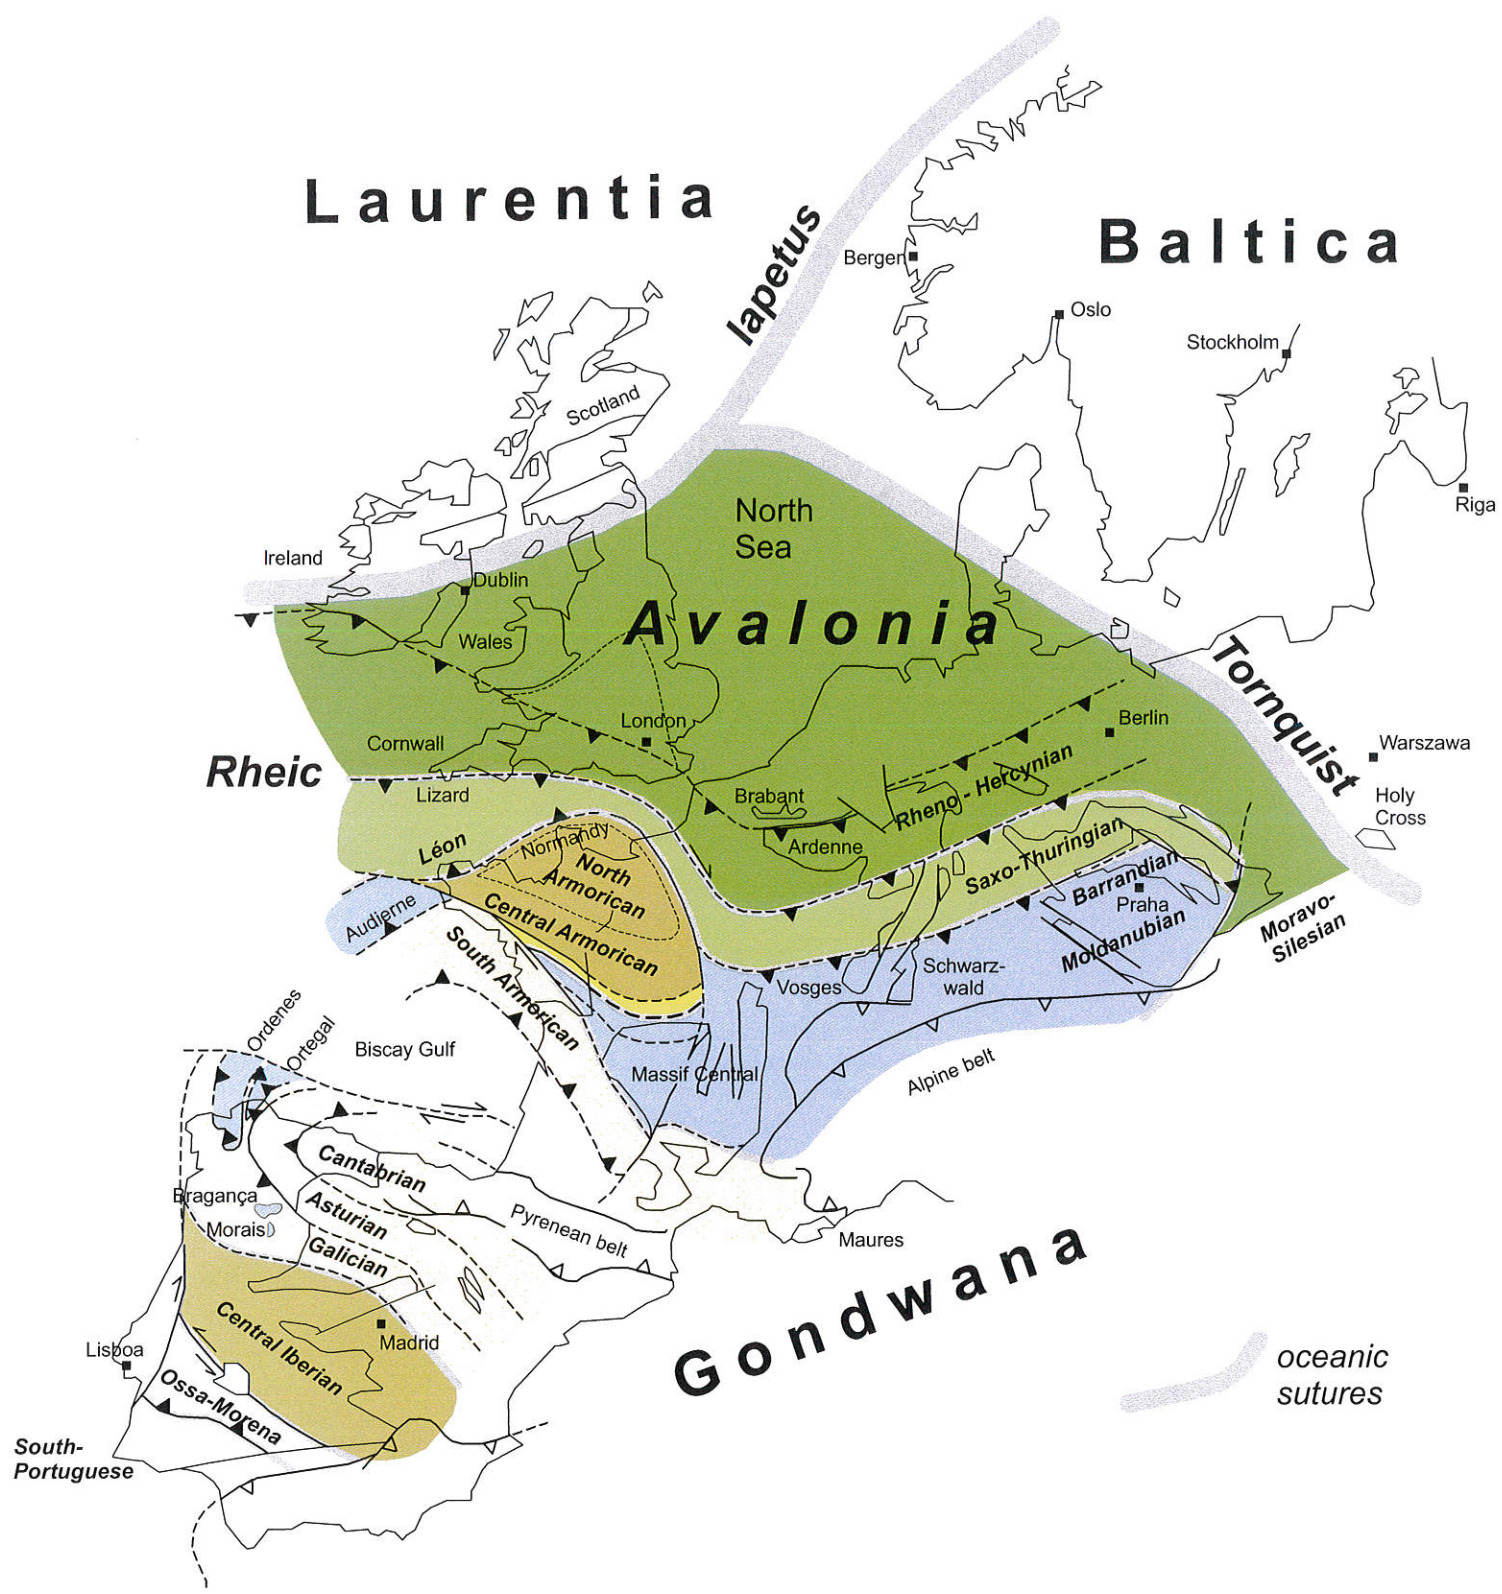 Laurentia
Iapetus
Baltica
Bergen
Oslo
Stockholm
Riga
Scotland
Ireland
Dublin
North
Sea
Avalonia
Wales
Tornquist
London
Berlin
Warszawa
Cornwall
Rheic
Lizard
Brabant
Rheno - Hercynian
Holy
Cross
Ardenne
Léon
Normandy
North
Armorican
Saxo-Thuringian
Barrandian
Praha
Audierne
Central Armorican
Moldanubian
Moravo-
Silesian
South Armorican
Vosges
Schwarz-
wald
Ordenes
Ortegal
Biscay Gulf
Massif Central
Alpine belt
Cantabrian
Bragança
Morais
Asturian
Galician
Pyrenean belt
Maures
Gondwana
Central Iberian
Madrid
Lisboa
Ossa-Morena
South-
Portuguese
oceanic
sutures